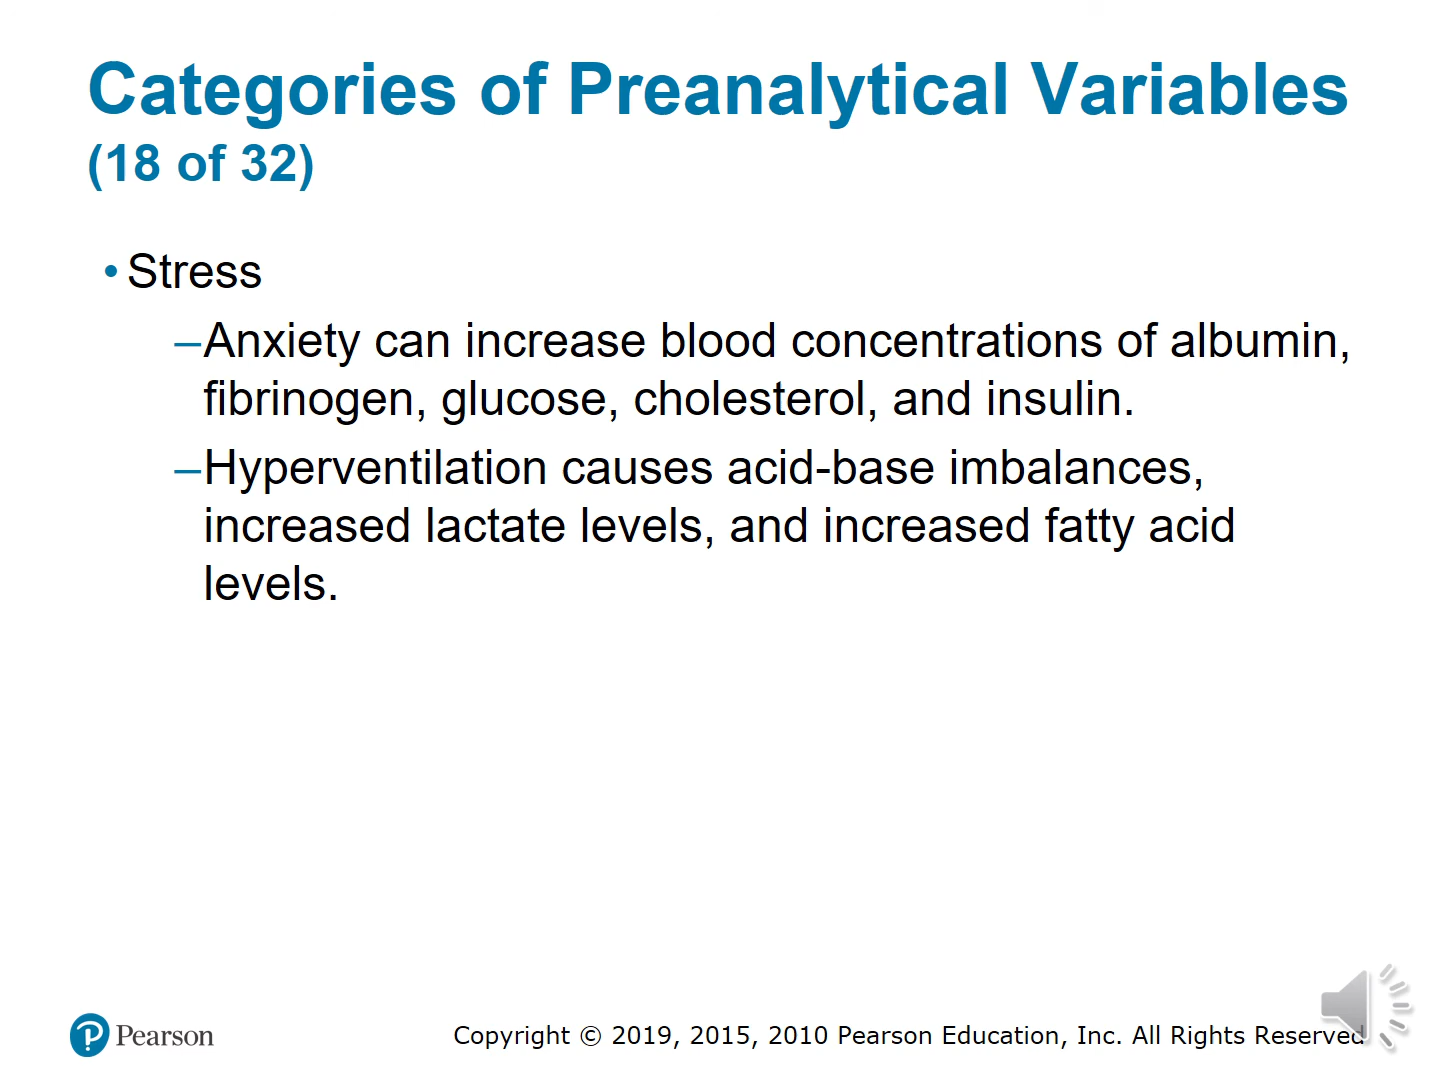 Categories of Preanalytical Variables
(18 of 32)
• Stress
–Anxiety can increase blood concentrations of albumin,
fibrinogen, glucose, cholesterol, and insulin.
–Hyperventilation causes acid-base imbalances,
increased lactate levels, and increased fatty acid
levels.
Pearson
Copyright © 2019, 2015, 2010 Pearson Education, Inc. All Rights Reserved